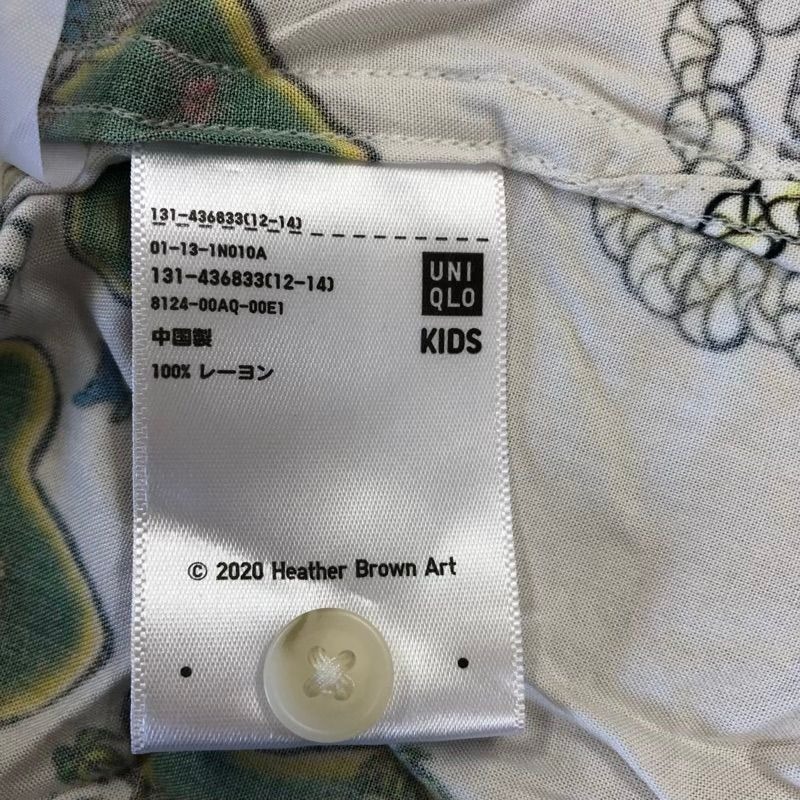 131-436833(12-14)
01-13-1N010A
131-436833(12-14)
8124-00AQ-00E1
中国製
100% レーヨン
UNI
QLO
KIDS
© 2020 Heather Brown Art